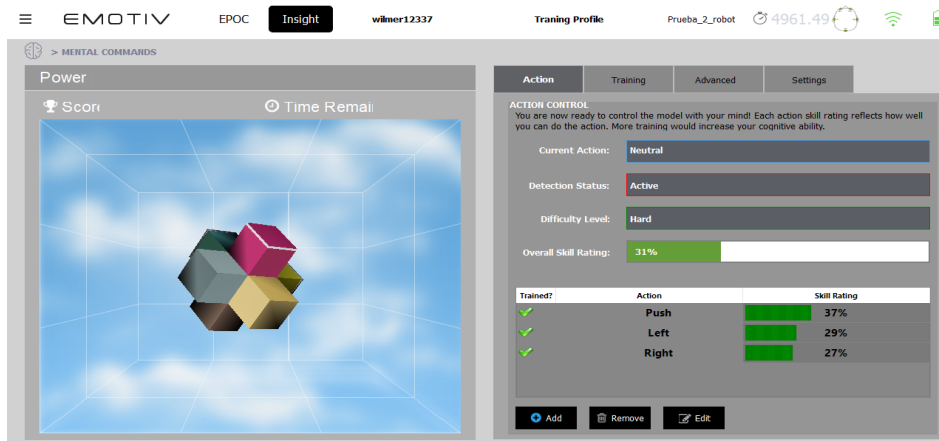 EMOTIV EPOC Insight wilmer12337 Traning Profile Prueba_2_robot 4961.49
> MENTAL COMMANDS
Power
Score
Time Remai
Action Training Advanced Settings
ACTION CONTROL
You are now ready to control the model with your mind! Each action skill rating reflects how well
you can do the action. More training would increase your cognitive ability.
Current Action: Neutral
Detection Status: Active
Difficulty Level: Hard
Overall Skill Rating: 31%
Trained? Action Skill Rating
Push 37%
Left 29%
Right 27%
Add Remove Edit